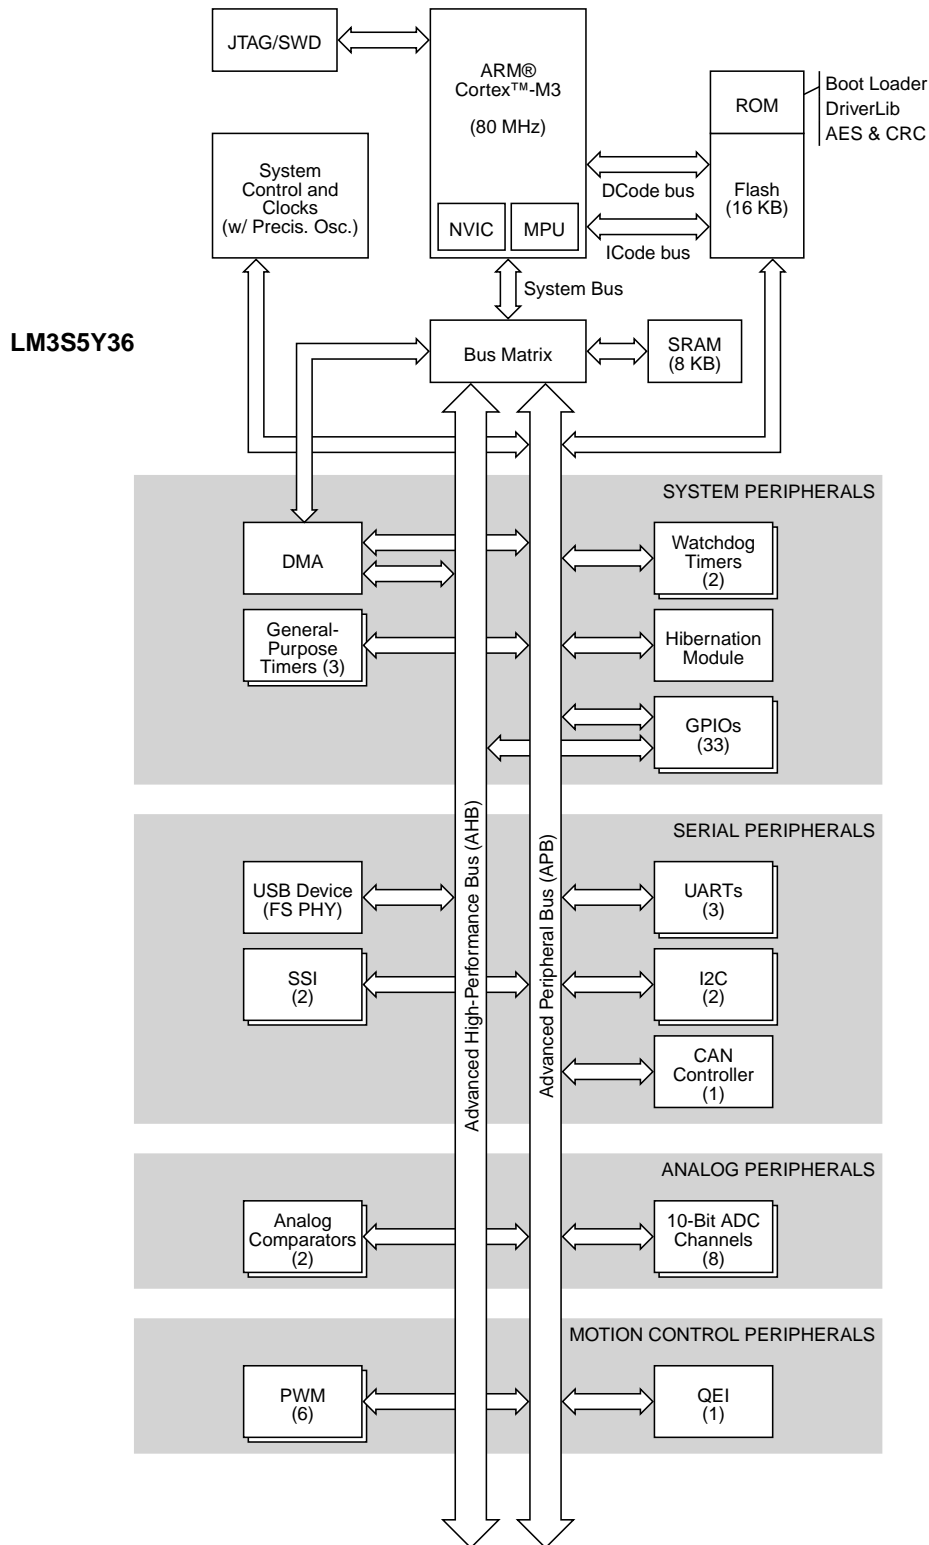 JTAG/SWD
ARM®
Cortex™-M3
(80 MHz)
NVIC
MPU
ROM
Boot Loader
DriverLib
AES & CRC
Flash
(16 KB)
DCode bus
ICode bus
System
Control and
Clocks
(w/ Precis. Osc.)
System Bus
LM3S5Y36
Bus Matrix
SRAM
(8 KB)
SYSTEM PERIPHERALS
DMA
Watchdog
Timers
(2)
General-
Purpose
Timers (3)
Hibernation
Module
GPIOs
(33)
Advanced High-Performance Bus (AHB)
Advanced Peripheral Bus (APB)
SERIAL PERIPHERALS
USB Device
(FS PHY)
UARTs
(3)
SSI
(2)
I2C
(2)
CAN
Controller
(1)
ANALOG PERIPHERALS
Analog
Comparators
(2)
10-Bit ADC
Channels
(8)
MOTION CONTROL PERIPHERALS
PWM
(6)
QEI
(1)